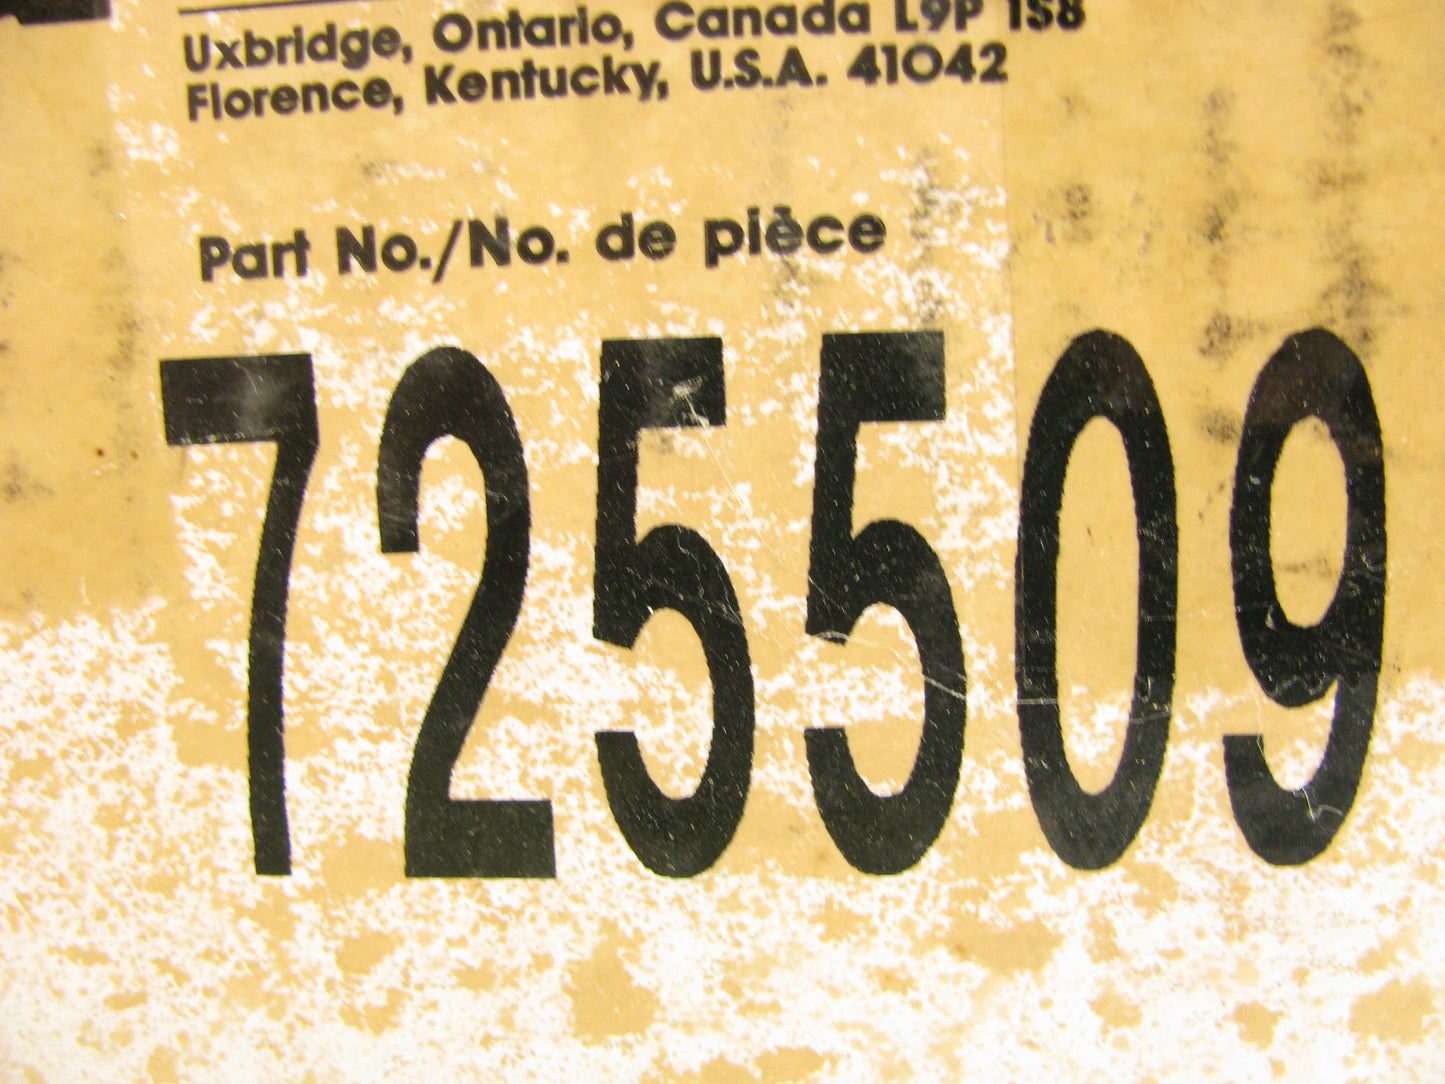 Uxbridge, Ontario, Canada L9P 1S8
Florence, Kentucky, U.S.A. 41042
Part No./No. de pièce
725509